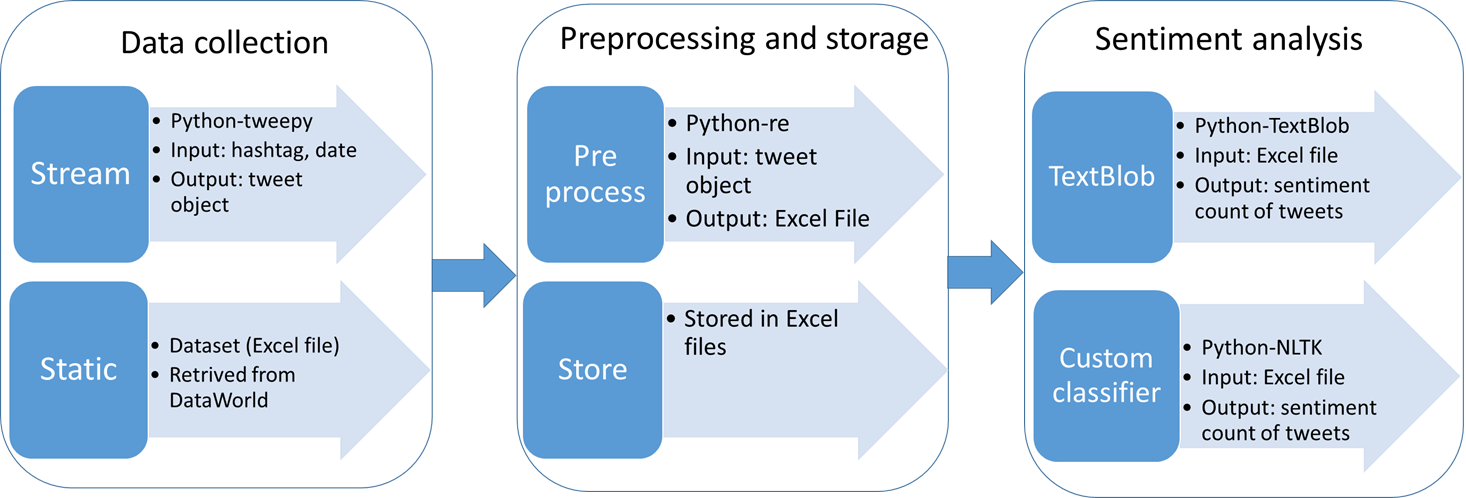 Data collection
Stream
• Python-tweepy
• Input: hashtag, date
• Output: tweet
object
Static
• Dataset (Excel file)
• Retrived from
DataWorld
Preprocessing and storage
Pre
process
• Python-re
• Input: tweet
object
• Output: Excel File
Store
• Stored in Excel
files
Sentiment analysis
TextBlob
• Python-TextBlob
• Input: Excel file
• Output: sentiment
count of tweets
Custom
classifier
• Python-NLTK
• Input: Excel file
• Output: sentiment
count of tweets